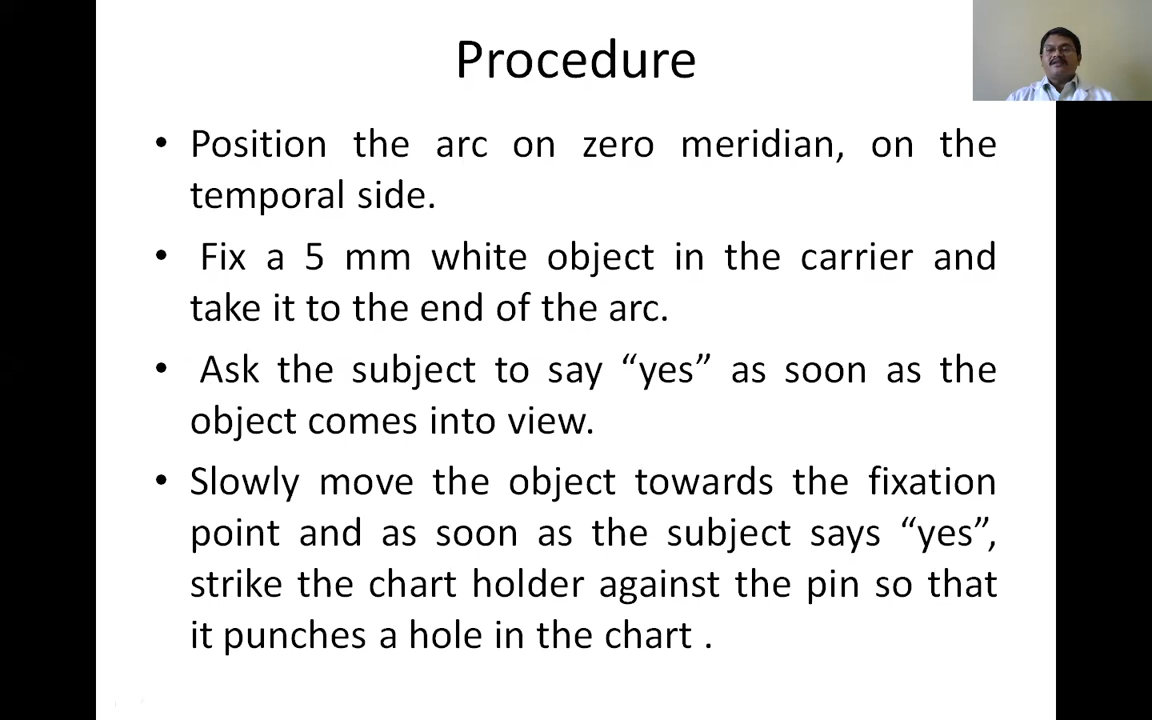 Procedure
• Position the arc on zero meridian, on the
temporal side.
• Fix a 5 mm white object in the carrier and
take it to the end of the arc.
• Ask the subject to say “yes” as soon as the
object comes into view.
• Slowly move the object towards the fixation
point and as soon as the subject says “yes”,
strike the chart holder against the pin so that
it punches a hole in the chart .